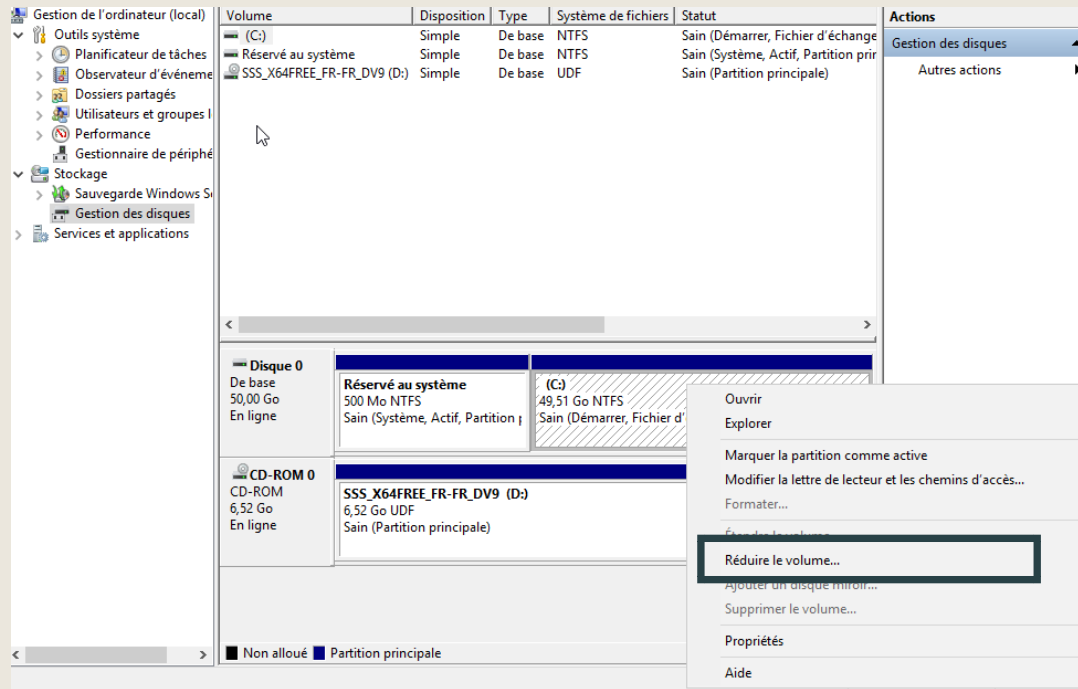 Gestion de l'ordinateur (local)
Outils système
Planificateur de tâches
Observateur d'événeme
Dossiers partagés
Utilisateurs et groupes l
Performance
Gestionnaire de périphé
Stockage
Sauvegarde Windows S
Gestion des disques
Services et applications
Volume Disposition Type Système de fichiers Statut
(C:) Simple De base NTFS Sain (Démarrer, Fichier d'échange
Réservé au système Simple De base NTFS Sain (Système, Actif, Partition prir
SSS_X64FREE_FR-FR_DV9 (D:) Simple De base UDF Sain (Partition principale)
Actions
Gestion des disques
Autres actions
Disque 0
De base
50,00 Go
En ligne
Réservé au système
500 Mo NTFS
Sain (Système, Actif, Partition p
(C:)
49,51 Go NTFS
Sain (Démarrer, Fichier d'
CD-ROM 0
CD-ROM
6,52 Go
En ligne
SSS_X64FREE_FR-FR_DV9 (D:)
6,52 Go UDF
Sain (Partition principale)
Ouvrir
Explorer
Marquer la partition comme active
Modifier la lettre de lecteur et les chemins d'accès...
Formater...
Étendre le volume...
Réduire le volume...
Ajouter un disque miroir...
Supprimer le volume...
Propriétés
Aide
Non alloué Partition principale